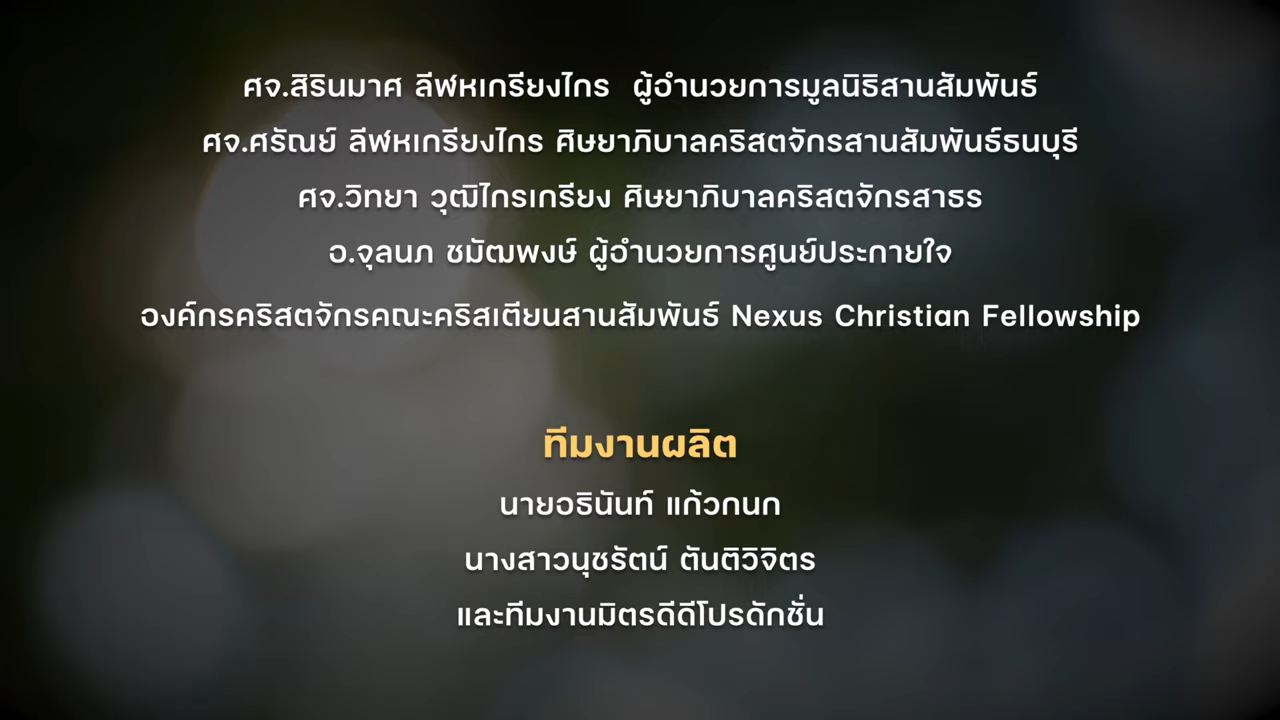 ศจ.สิรินมาศ ลีฬหเกรียงไกร ผู้อำนวยการมูลนิธิสานสัมพันธ์
ศจ.ศรัณย์ ลีฬหเกรียงไกร ศิษยาภิบาลคริสตจักรสานสัมพันธ์ธนบุรี
ศจ.วิทยา วุฒิไกรเกรียง ศิษยาภิบาลคริสตจักรสาธร
อ.จุลนภ ชมัฒพงษ์ ผู้อำนวยการศูนย์ประกายใจ
องค์กรคริสตจักรคณะคริสเตียนสานสัมพันธ์ Nexus Christian Fellowship
ทีมงานผลิต
นายอธินันท์ แก้วกนก
นางสาวนุชรัตน์ ตันติวิจิตร
และทีมงานมิตรดีดีโปรดักชั่น